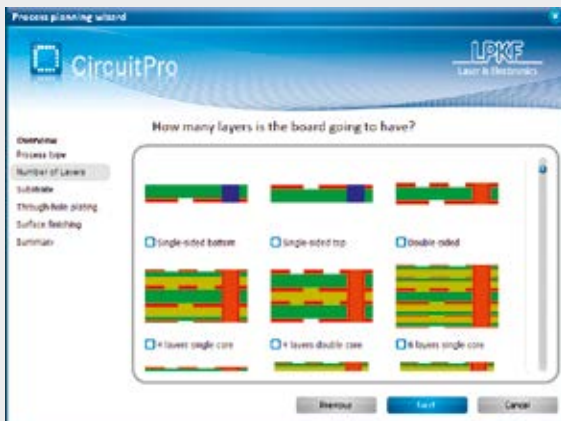 Process planning wizard
CircuitPro
LPKF
Laser & Electronics
How many layers is the board going to have?
Overview
Process type
Number of Layers
Substrate
Through-hole plating
Surface finishing
Summary
Single-sided bottom
Single-sided top
Double-sided
4 layers single core
4 layers double core
6 layers single core
Previous
Next
Cancel